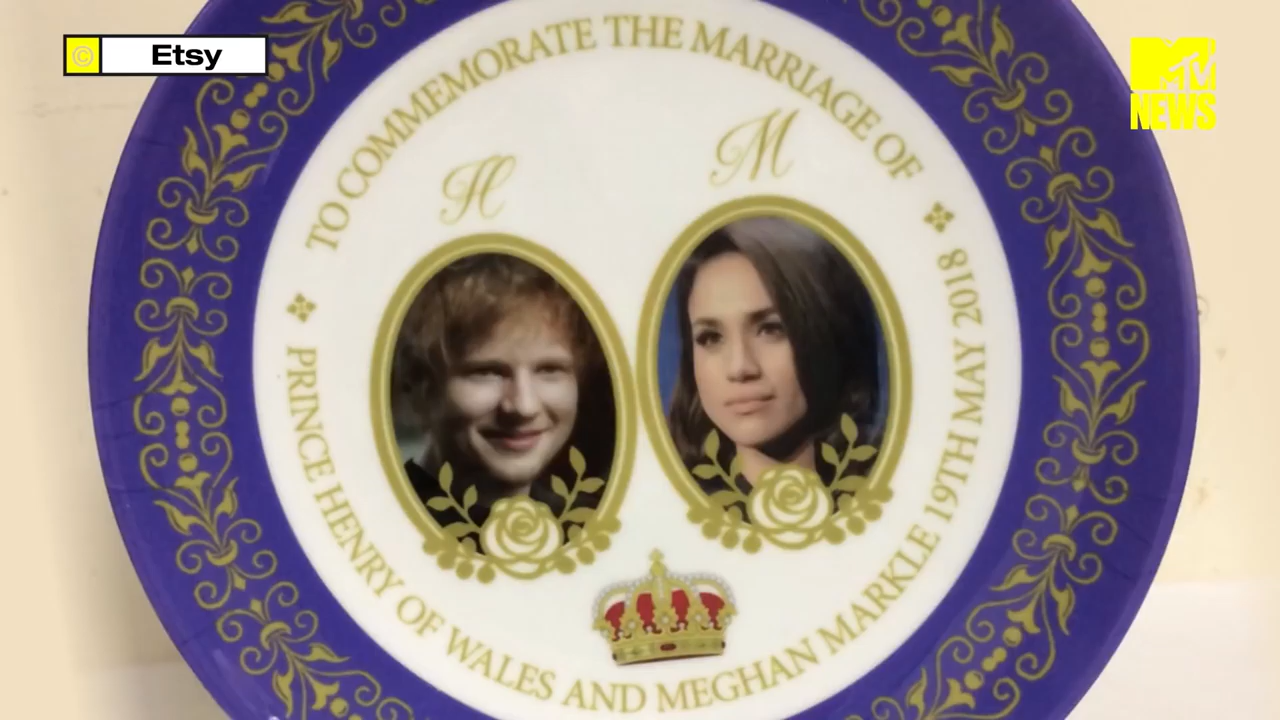 © Etsy
MTV
NEWS
TO COMMEMORATE THE MARRIAGE OF
H
M
PRINCE HENRY OF WALES AND MEGHAN MARKLE 19TH MAY 2018